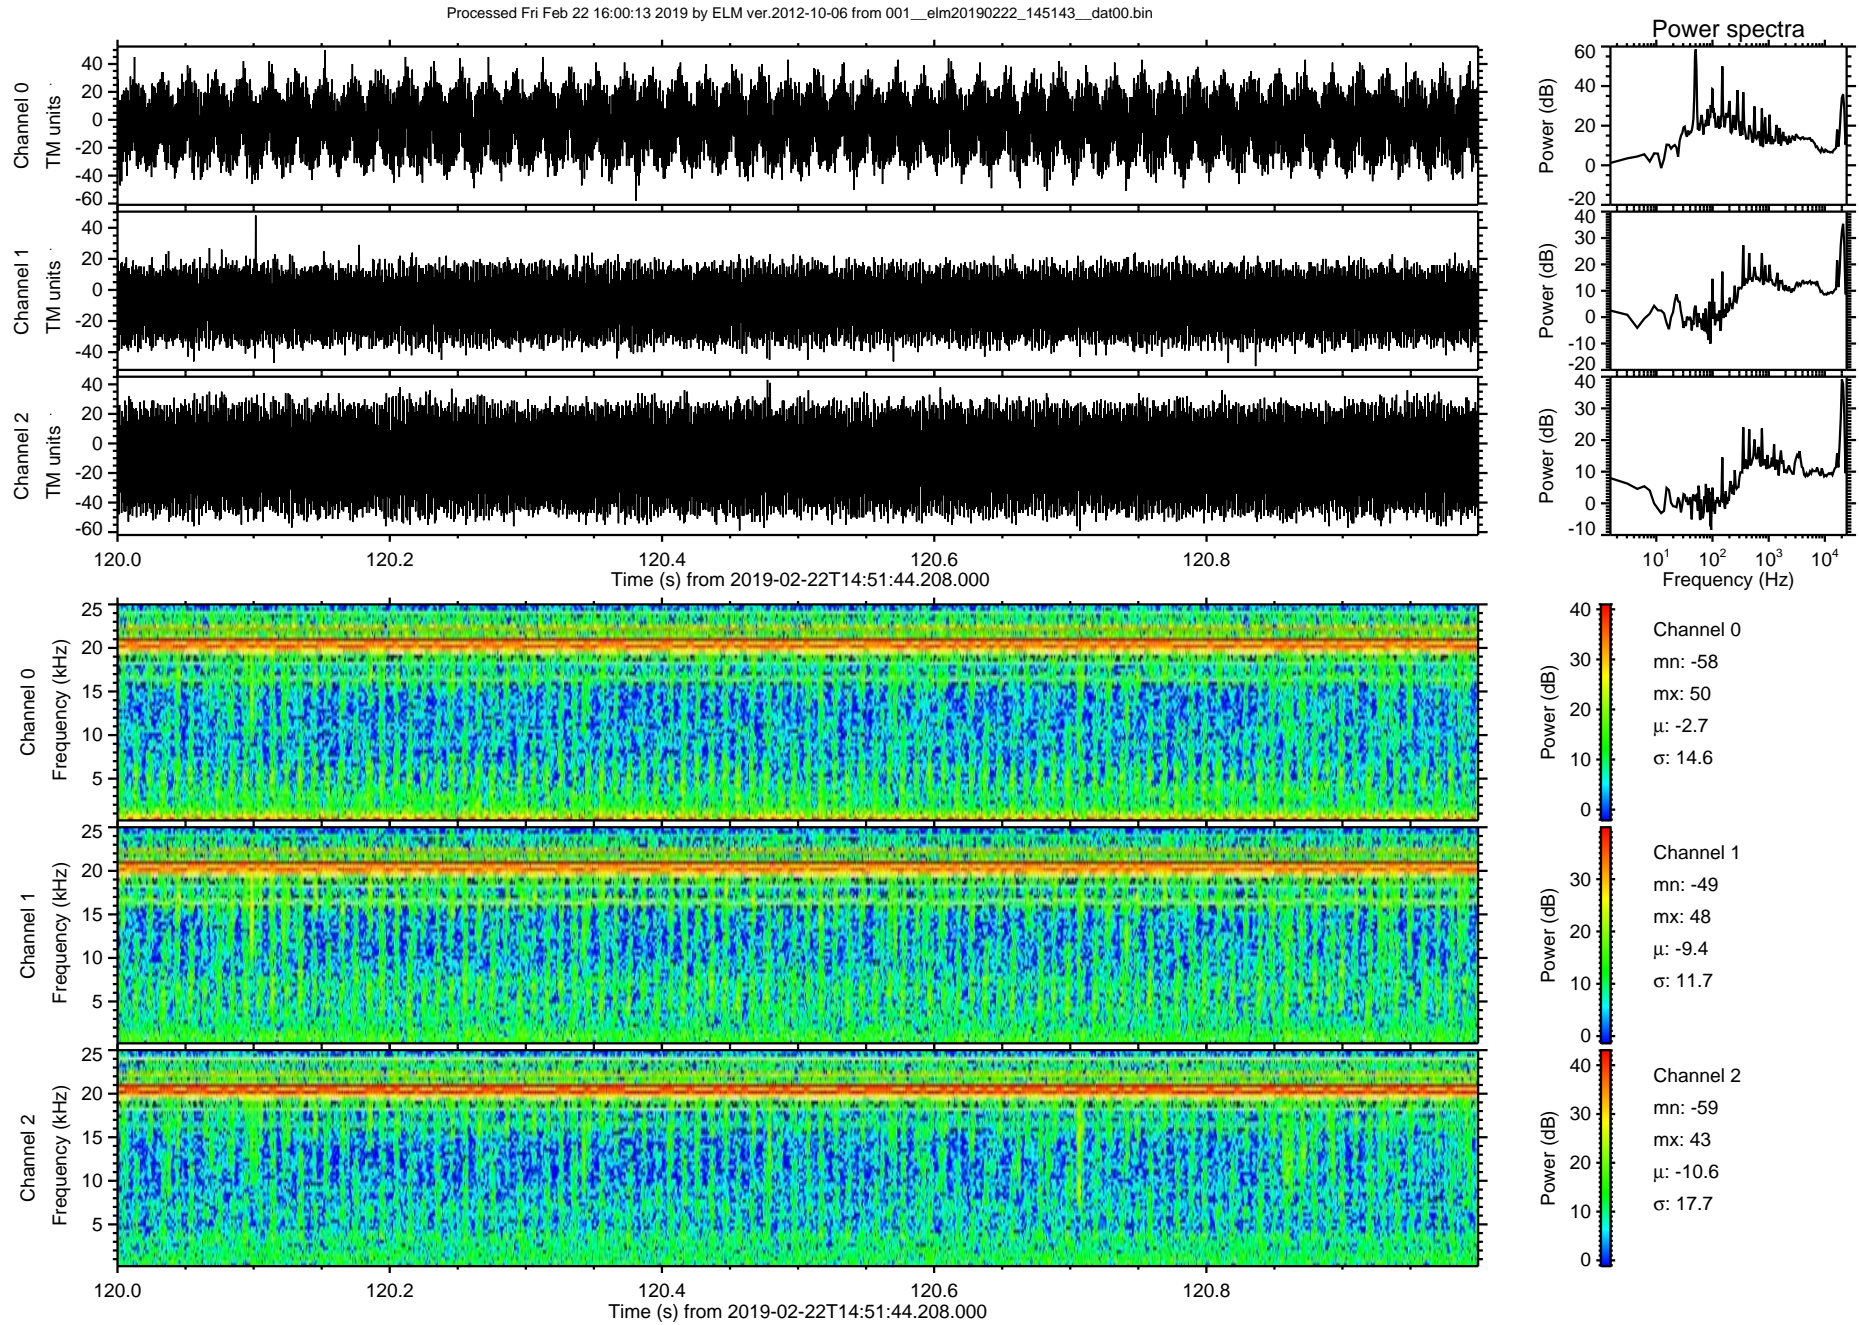 Processed Fri Feb 22 16:00:13 2019 by ELM ver.2012-10-06 from 001__elm20190222_145143__dat00.bin
Power spectra
Channel 0
TM units
40
20
0
-20
-40
-60
Power (dB)
60
40
20
0
-20
Channel 1
TM units
40
20
0
-20
-40
Power (dB)
40
30
20
10
0
-10
-20
Channel 2
TM units
40
20
0
-20
-40
-60
Power (dB)
40
30
20
10
0
-10
120.0 120.2 120.4 120.6 120.8
Time (s) from 2019-02-22T14:51:44.208.000
10^1 10^2 10^3 10^4
Frequency (Hz)
Channel 0
Frequency (kHz)
25
20
15
10
5
Power (dB)
40
30
20
10
0
Channel 0
mn: -58
mx: 50
μ: -2.7
σ: 14.6
Channel 1
Frequency (kHz)
25
20
15
10
5
Power (dB)
30
20
10
0
Channel 1
mn: -49
mx: 48
μ: -9.4
σ: 11.7
Channel 2
Frequency (kHz)
25
20
15
10
5
Power (dB)
40
30
20
10
0
Channel 2
mn: -59
mx: 43
μ: -10.6
σ: 17.7
120.0 120.2 120.4 120.6 120.8
Time (s) from 2019-02-22T14:51:44.208.000